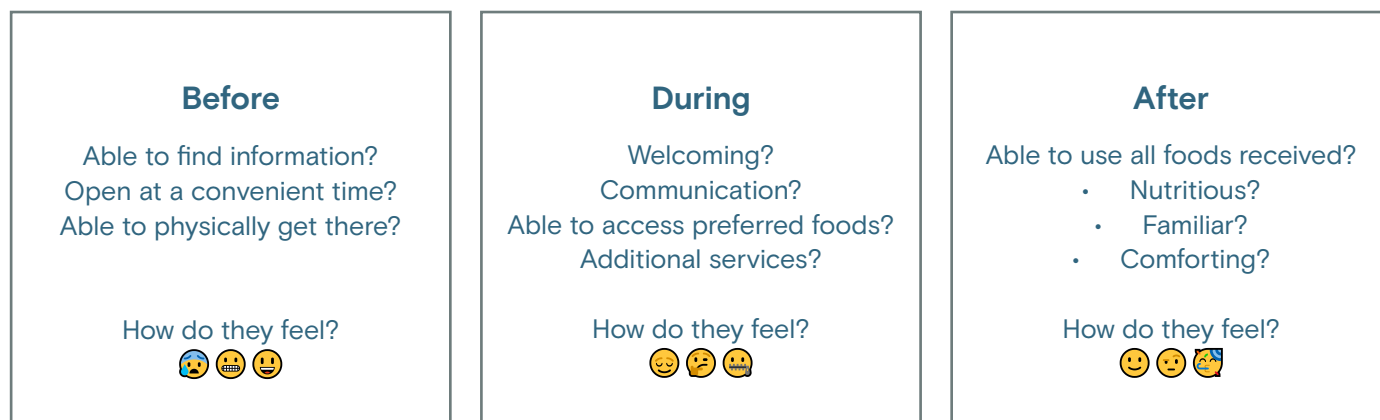 Before
Able to find information?
Open at a convenient time?
Able to physically get there?
How do they feel?
😰😬😃
During
Welcoming?
Communication?
Able to access preferred foods?
Additional services?
How do they feel?
😌🤔🤐
After
Able to use all foods received?
• Nutritious?
• Familiar?
• Comforting?
How do they feel?
🙂🤨🥳